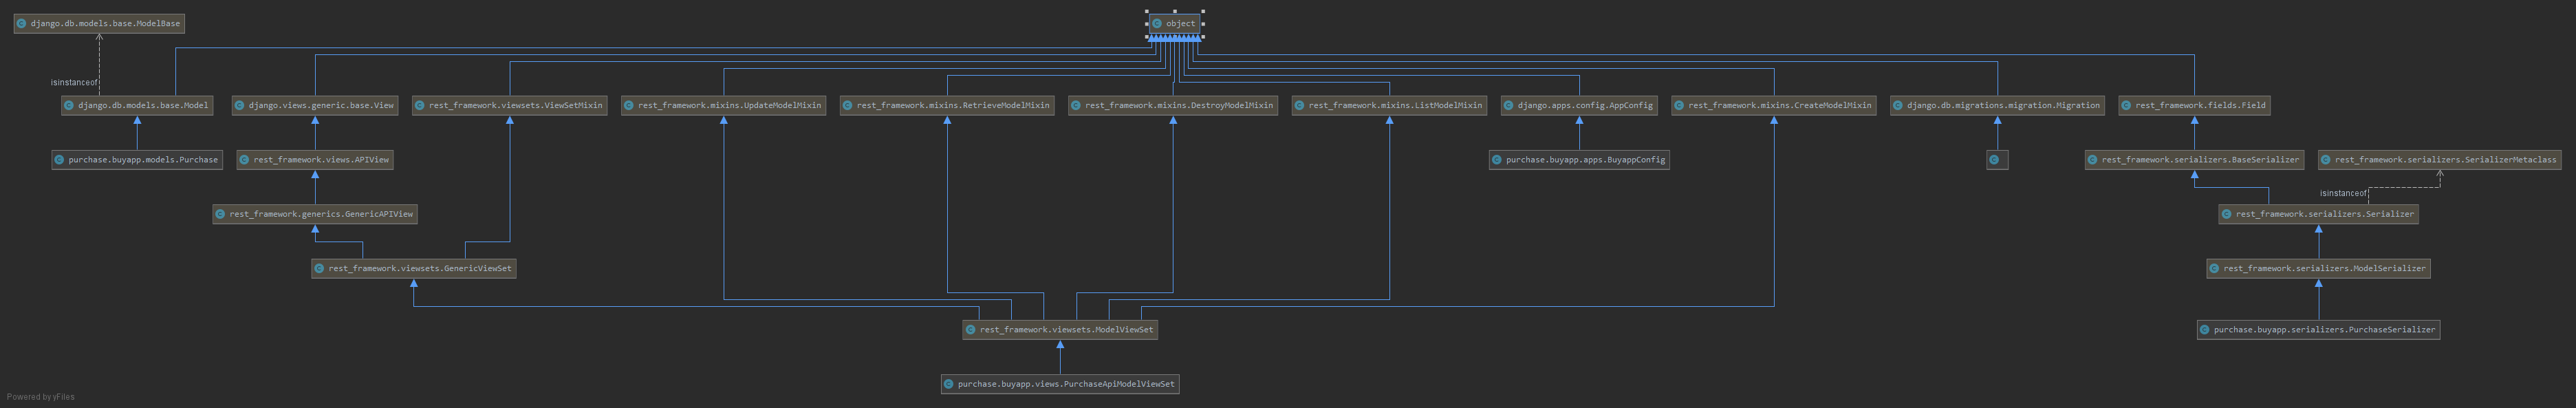 django.db.models.base.ModelBase
object
isinstanceof
django.db.models.base.Model
django.views.generic.base.View
rest_framework.viewsets.ViewSetMixin
rest_framework.mixins.UpdateModelMixin
rest_framework.mixins.RetrieveModelMixin
rest_framework.mixins.DestroyModelMixin
rest_framework.mixins.ListModelMixin
django.apps.config.AppConfig
rest_framework.mixins.CreateModelMixin
django.db.migrations.migration.Migration
rest_framework.fields.Field
purchase.buyapp.models.Purchase
rest_framework.views.APIView
purchase.buyapp.apps.BuyappConfig
rest_framework.serializers.BaseSerializer
rest_framework.serializers.SerializerMetaclass
isinstanceof
rest_framework.generics.GenericAPIView
rest_framework.serializers.Serializer
rest_framework.viewsets.GenericViewSet
rest_framework.serializers.ModelSerializer
rest_framework.viewsets.ModelViewSet
purchase.buyapp.serializers.PurchaseSerializer
purchase.buyapp.views.PurchaseApiModelViewSet
Powered by yFiles